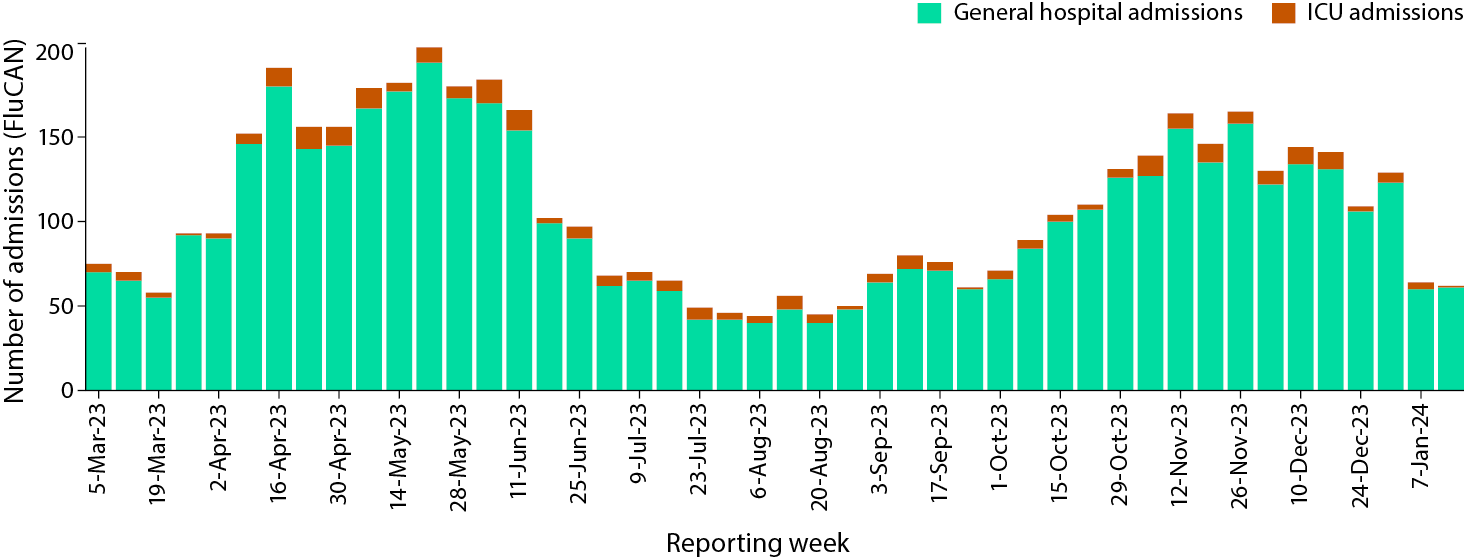 General hospital admissions
ICU admissions
Number of admissions (FluCAN)
200
150
100
50
0
5-Mar-23
19-Mar-23
2-Apr-23
16-Apr-23
30-Apr-23
14-May-23
28-May-23
11-Jun-23
25-Jun-23
9-Jul-23
23-Jul-23
6-Aug-23
20-Aug-23
3-Sep-23
17-Sep-23
1-Oct-23
15-Oct-23
29-Oct-23
12-Nov-23
26-Nov-23
10-Dec-23
24-Dec-23
7-Jan-24
Reporting week